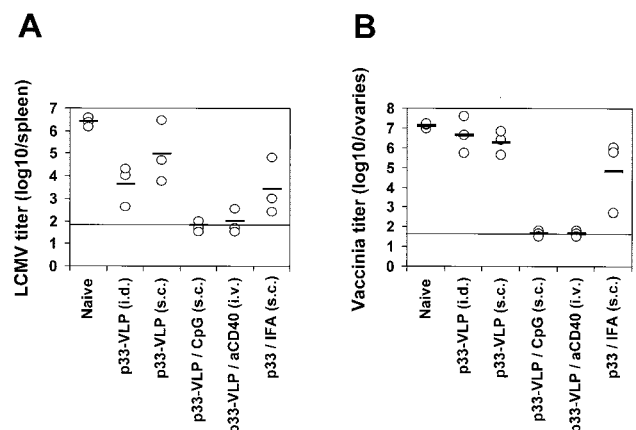 A
LCMV titer (log10/spleen)
7
6
5
4
3
2
1
0
Naive
p33-VLP (i.d.)
p33-VLP (s.c.)
p33-VLP / CpG (s.c.)
p33-VLP / aCD40 (i.v.)
p33 / IFA (s.c.)
B
Vaccinia titer (log10/ovaries)
8
7
6
5
4
3
2
1
0
Naive
p33-VLP (i.d.)
p33-VLP (s.c.)
p33-VLP / CpG (s.c.)
p33-VLP / aCD40 (i.v.)
p33 / IFA (s.c.)